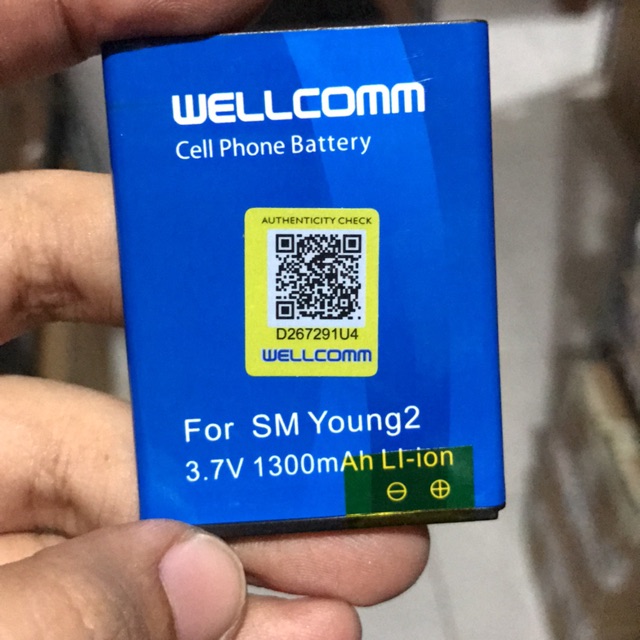 WELLCOMM
Cell Phone Battery
AUTHENTICITY CHECK
D267291U4
WELLCOMM
For SM Young2
3.7V 1300mAh LI-ion
⊖ ⊕